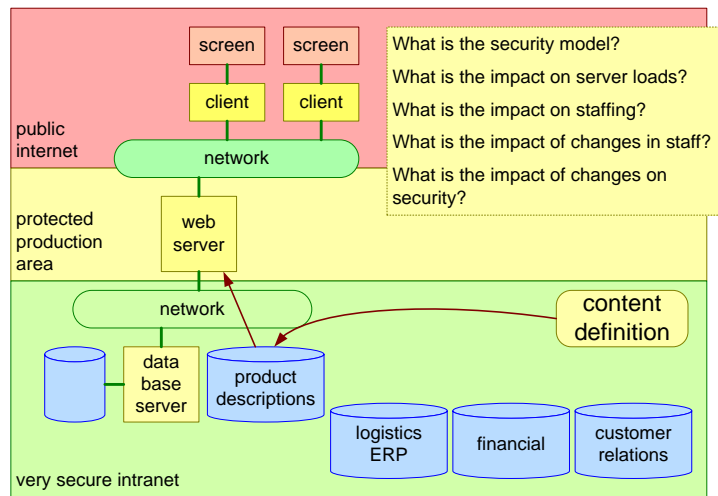 screen
screen
What is the security model?
What is the impact on server loads?
client
client
What is the impact on staffing?
public
internet
What is the impact of changes in staff?
network
What is the impact of changes on
security?
protected
production
area
web
server
network
content
definition
data
base
server
product
descriptions
logistics
ERP
financial
customer
relations
very secure intranet